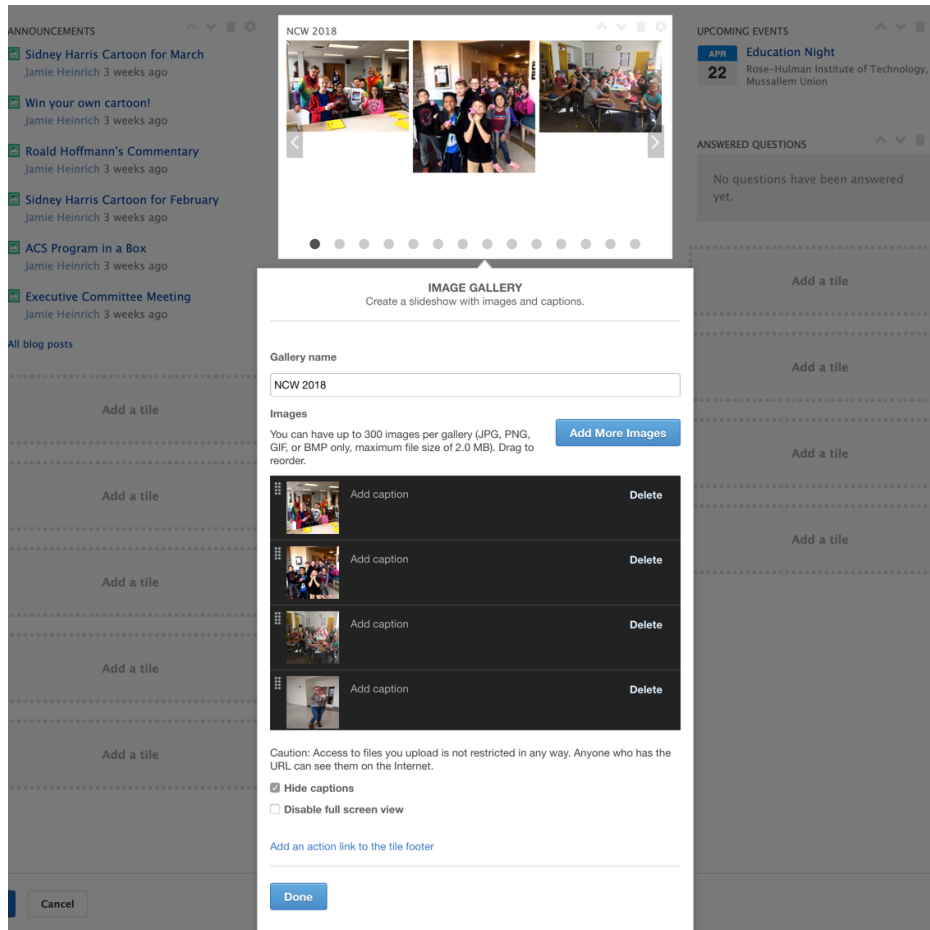 ANNOUNCEMENTS
Sidney Harris Cartoon for March
Jamie Heinrich 3 weeks ago
Win your own cartoon!
Jamie Heinrich 3 weeks ago
Roald Hoffmann's Commentary
Jamie Heinrich 3 weeks ago
Sidney Harris Cartoon for February
Jamie Heinrich 3 weeks ago
ACS Program in a Box
Jamie Heinrich 3 weeks ago
Executive Committee Meeting
Jamie Heinrich 3 weeks ago
All blog posts
Add a tile
Add a tile
Add a tile
Add a tile
Add a tile
Cancel
NCW 2018
IMAGE GALLERY
Create a slideshow with images and captions.
Gallery name
NCW 2018
Images
You can have up to 300 images per gallery (JPG, PNG,
GIF, or BMP only, maximum file size of 2.0 MB). Drag to
reorder.
Add More Images
Add caption Delete
Add caption Delete
Add caption Delete
Add caption Delete
Caution: Access to files you upload is not restricted in any way. Anyone who has the
URL can see them on the Internet.
Hide captions
Disable full screen view
Add an action link to the tile footer
Done
UPCOMING EVENTS
APR
22
Education Night
Rose-Hulman Institute of Technology,
Mussallem Union
ANSWERED QUESTIONS
No questions have been answered
yet.
Add a tile
Add a tile
Add a tile
Add a tile